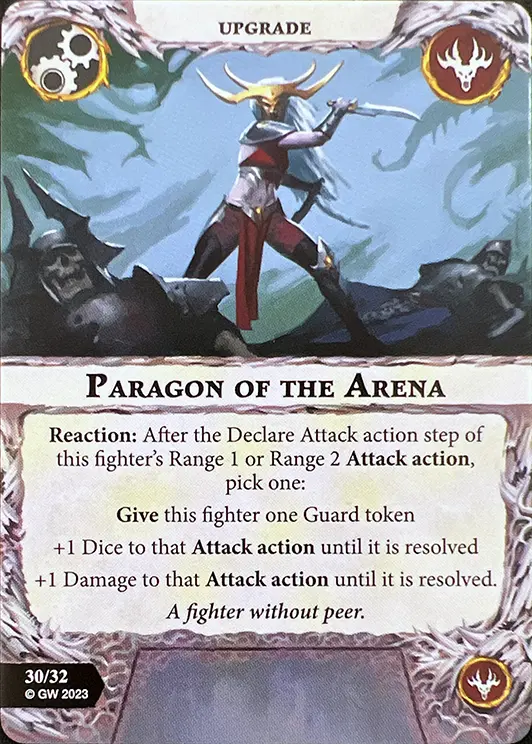 UPGRADE
PARAGON OF THE ARENA
Reaction: After the Declare Attack action step of
this fighter's Range 1 or Range 2 Attack action,
pick one:
Give this fighter one Guard token
+1 Dice to that Attack action until it is resolved
+1 Damage to that Attack action until it is resolved.
A fighter without peer.
30/32
© GW 2023